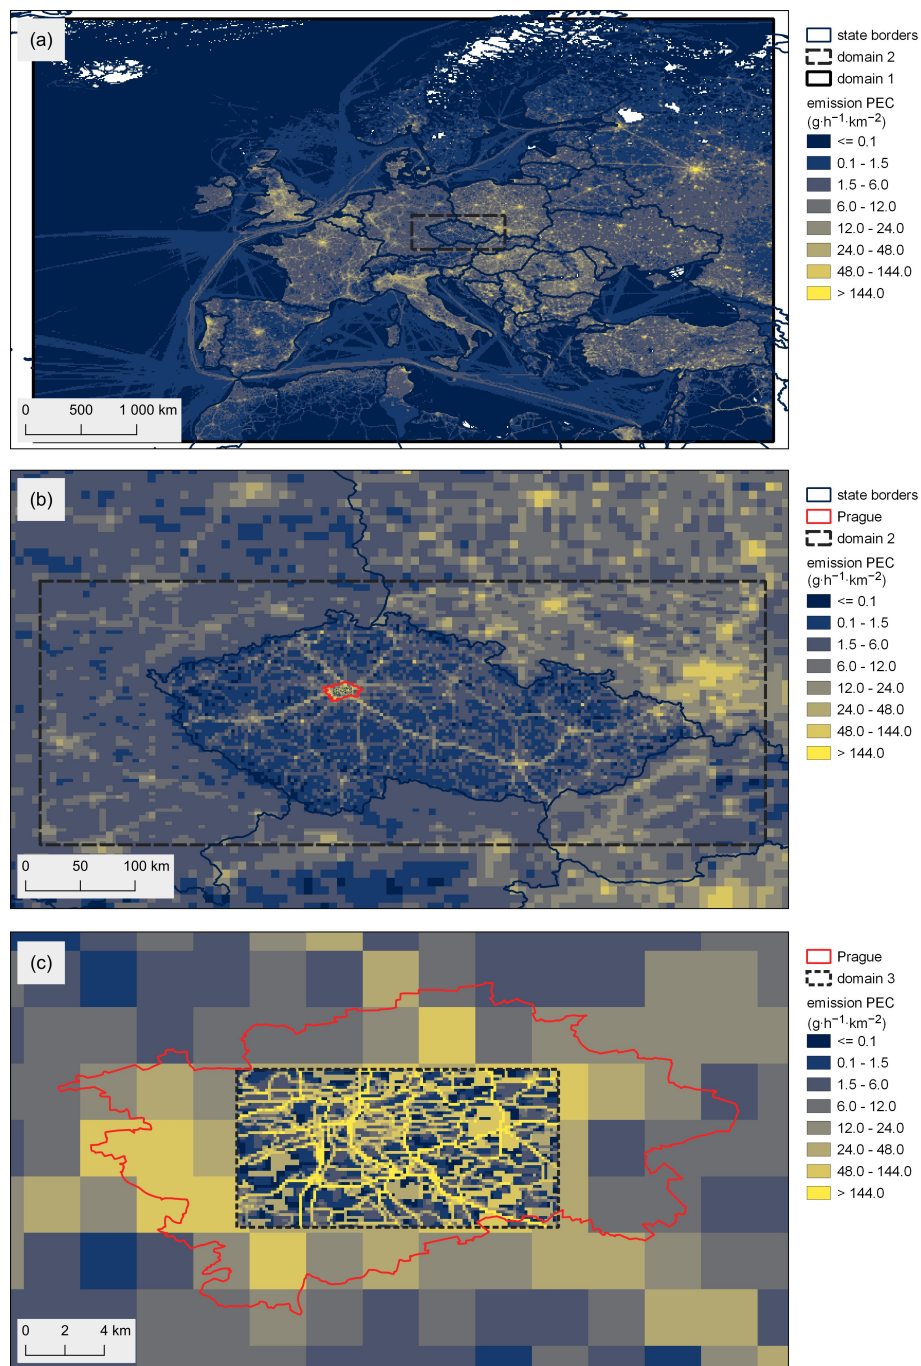 (a)
state borders
domain 2
domain 1
emission PEC
(g·h⁻¹·km⁻²)
<= 0.1
0.1 - 1.5
1.5 - 6.0
6.0 - 12.0
12.0 - 24.0
24.0 - 48.0
48.0 - 144.0
> 144.0
0 500 1 000 km
(b)
state borders
Prague
domain 2
emission PEC
(g·h⁻¹·km⁻²)
<= 0.1
0.1 - 1.5
1.5 - 6.0
6.0 - 12.0
12.0 - 24.0
24.0 - 48.0
48.0 - 144.0
> 144.0
0 50 100 km
(c)
Prague
domain 3
emission PEC
(g·h⁻¹·km⁻²)
<= 0.1
0.1 - 1.5
1.5 - 6.0
6.0 - 12.0
12.0 - 24.0
24.0 - 48.0
48.0 - 144.0
> 144.0
0 2 4 km